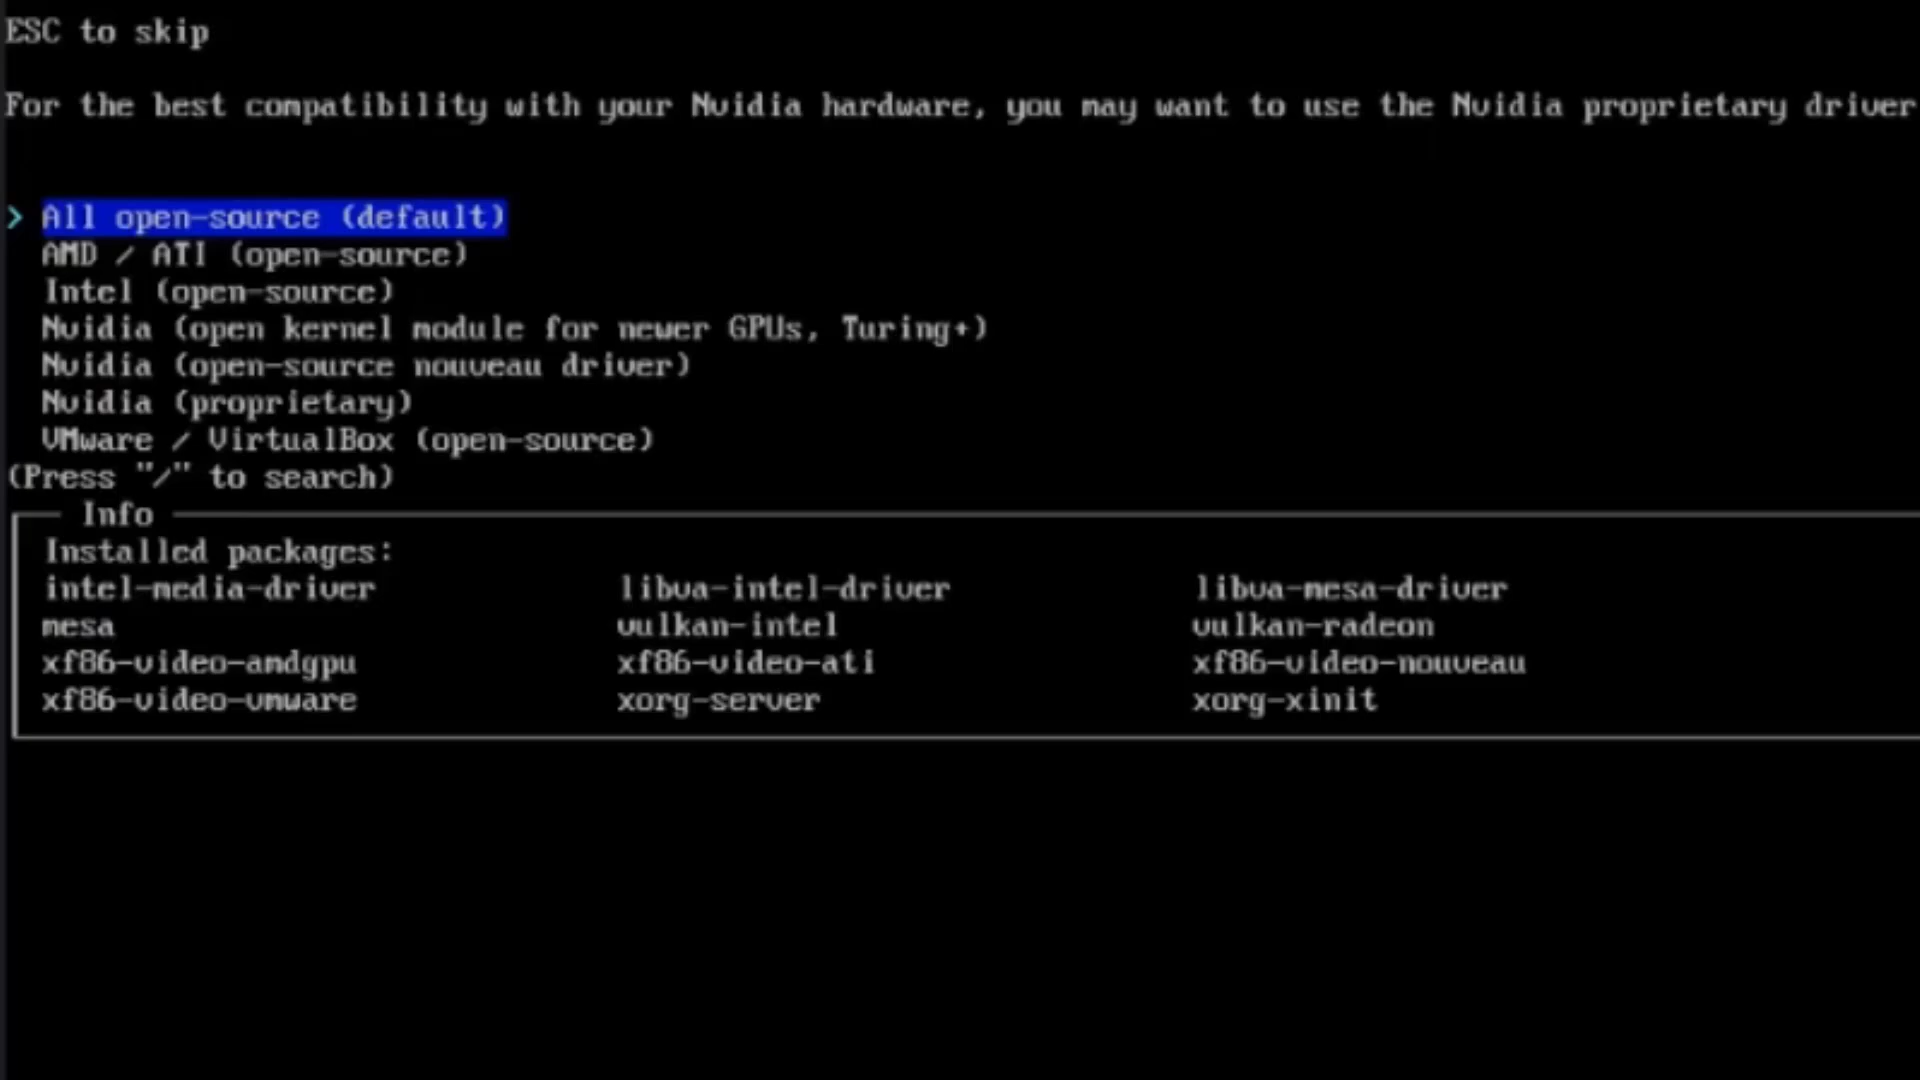 ESC to skip
For the best compatibility with your Nvidia hardware, you may want to use the Nvidia proprietary driver
> All open-source (default)
AMD / ATI (open-source)
Intel (open-source)
Nvidia (open kernel module for newer GPUs, Turing+)
Nvidia (open-source nouveau driver)
Nvidia (proprietary)
VMware / VirtualBox (open-source)
(Press "/" to search)
Info
Installed packages:
intel-media-driver libva-intel-driver libva-mesa-driver
mesa vulkan-intel vulkan-radeon
xf86-video-amdgpu xf86-video-ati xf86-video-nouveau
xf86-video-vmware xorg-server xorg-xinit